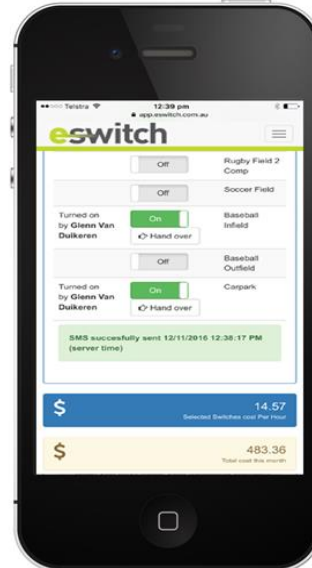 Telstra
12:39 pm
app.eswitch.com.au
eswitch
Off
Rugby Field 2
Comp
Off
Soccer Field
Turned on
by Glenn Van
Duikeren
On
Hand over
Baseball
Infield
Off
Baseball
Outfield
Turned on
by Glenn Van
Duikeren
On
Hand over
Carpark
SMS succesfully sent 12/11/2016 12:38:17 PM
(server time)
$
14.57
Selected Switches cost Per Hour
$
483.36
Total cost this month